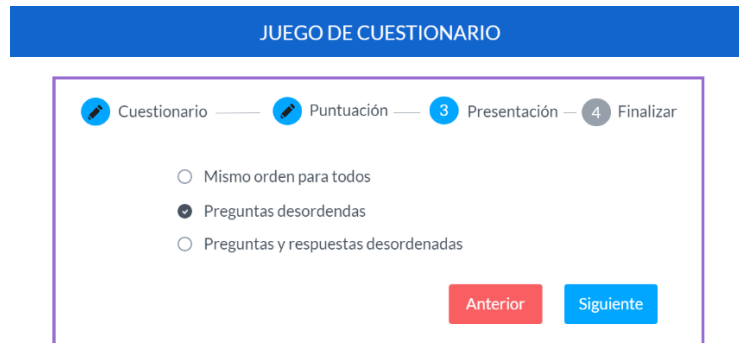 JUEGO DE CUESTIONARIO
Cuestionario Puntuación 3 Presentación 4 Finalizar
Mismo orden para todos
Preguntas desordendas
Preguntas y respuestas desordenadas
Anterior Siguiente